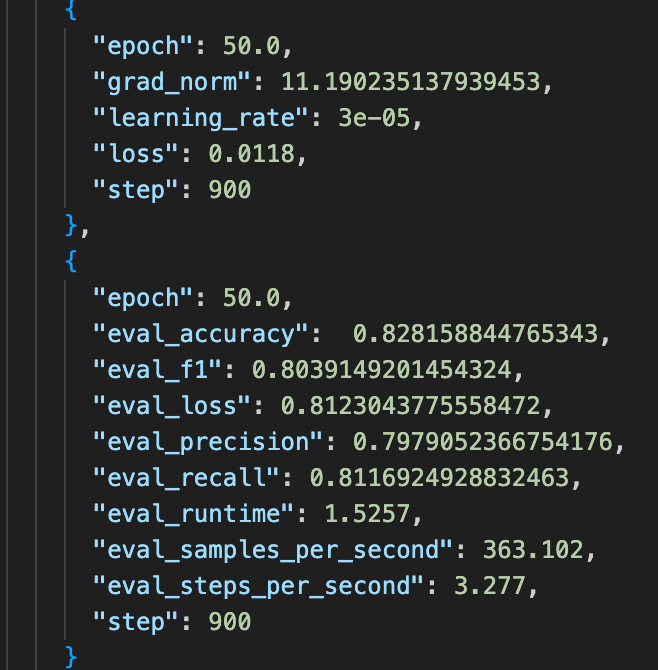 {
"epoch": 50.0,
"grad_norm": 11.190235137939453,
"learning_rate": 3e-05,
"loss": 0.0118,
"step": 900
},
{
"epoch": 50.0,
"eval_accuracy":  0.828158844765343,
"eval_f1": 0.8039149201454324,
"eval_loss": 0.8123043775558472,
"eval_precision": 0.7979052366754176,
"eval_recall": 0.8116924928832463,
"eval_runtime": 1.5257,
"eval_samples_per_second": 363.102,
"eval_steps_per_second": 3.277,
"step": 900
}